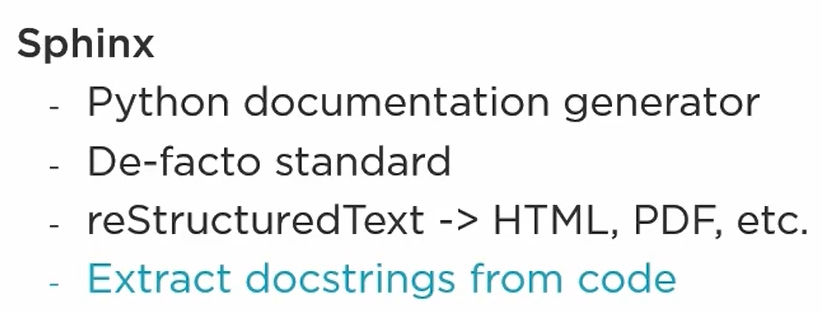 Sphinx
- Python documentation generator
- De-facto standard
- reStructuredText -> HTML, PDF, etc.
- Extract docstrings from code